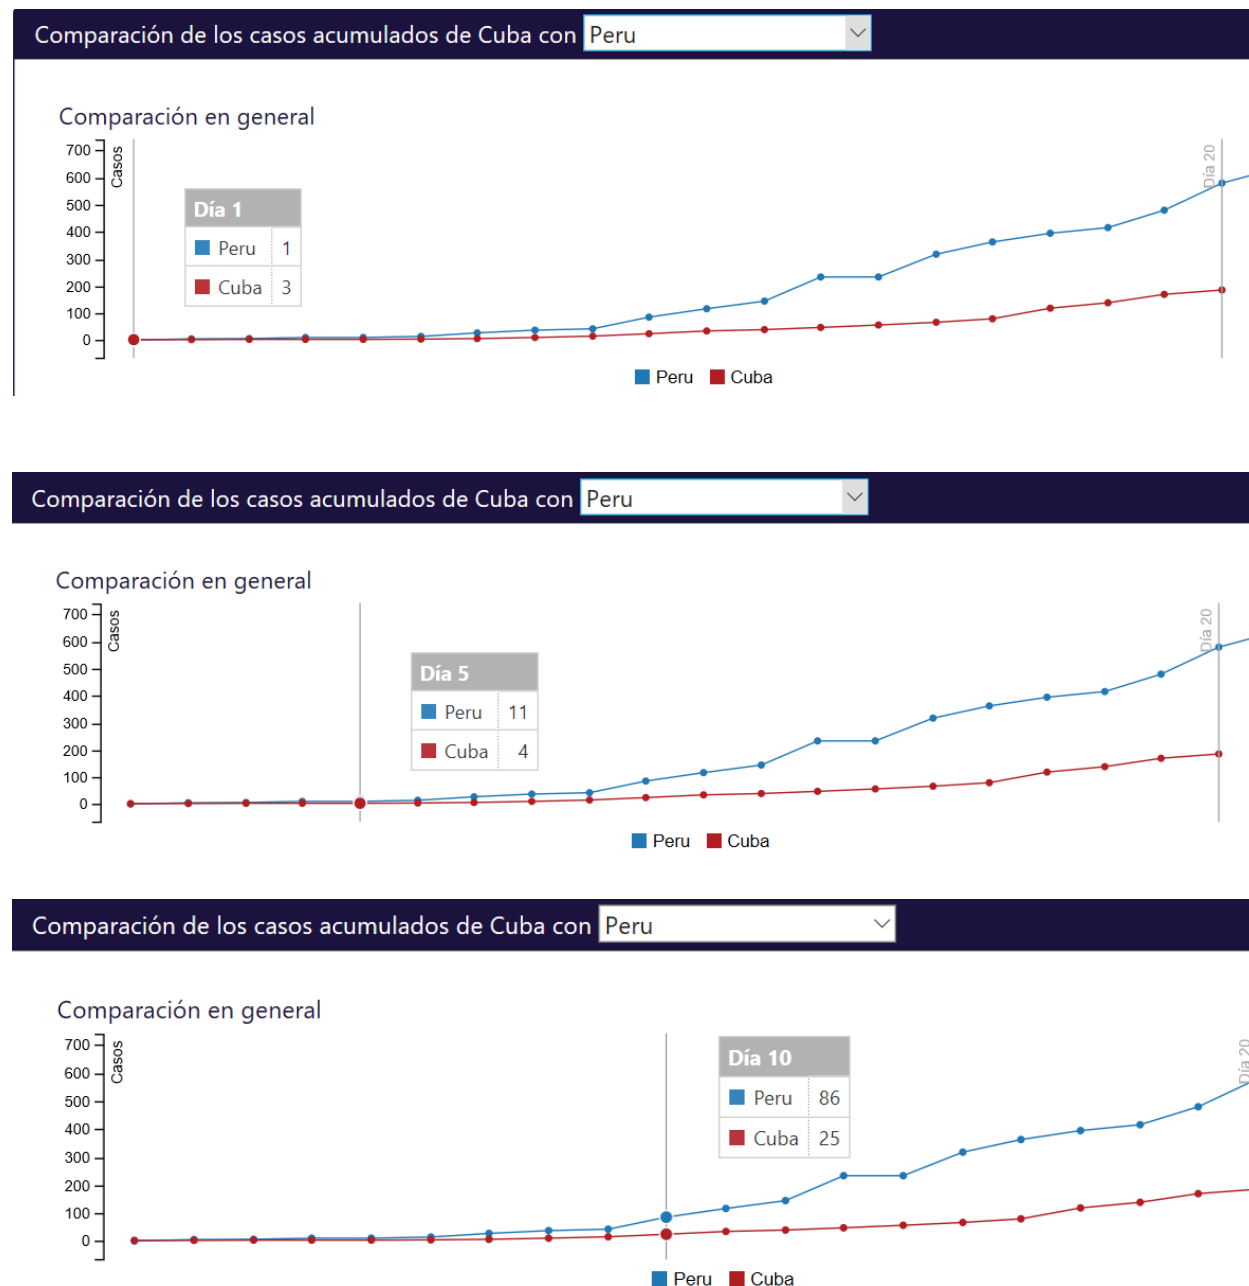 Comparación de los casos acumulados de Cuba con Peru
Comparación en general
700
600
500
400
300
200
100
0
Casos
Día 1
Peru 1
Cuba 3
Día 20
Peru Cuba
Comparación de los casos acumulados de Cuba con Peru
Comparación en general
700
600
500
400
300
200
100
0
Casos
Día 5
Peru 11
Cuba 4
Día 20
Peru Cuba
Comparación de los casos acumulados de Cuba con Peru
Comparación en general
700
600
500
400
300
200
100
0
Casos
Día 10
Peru 86
Cuba 25
Día 20
Peru Cuba